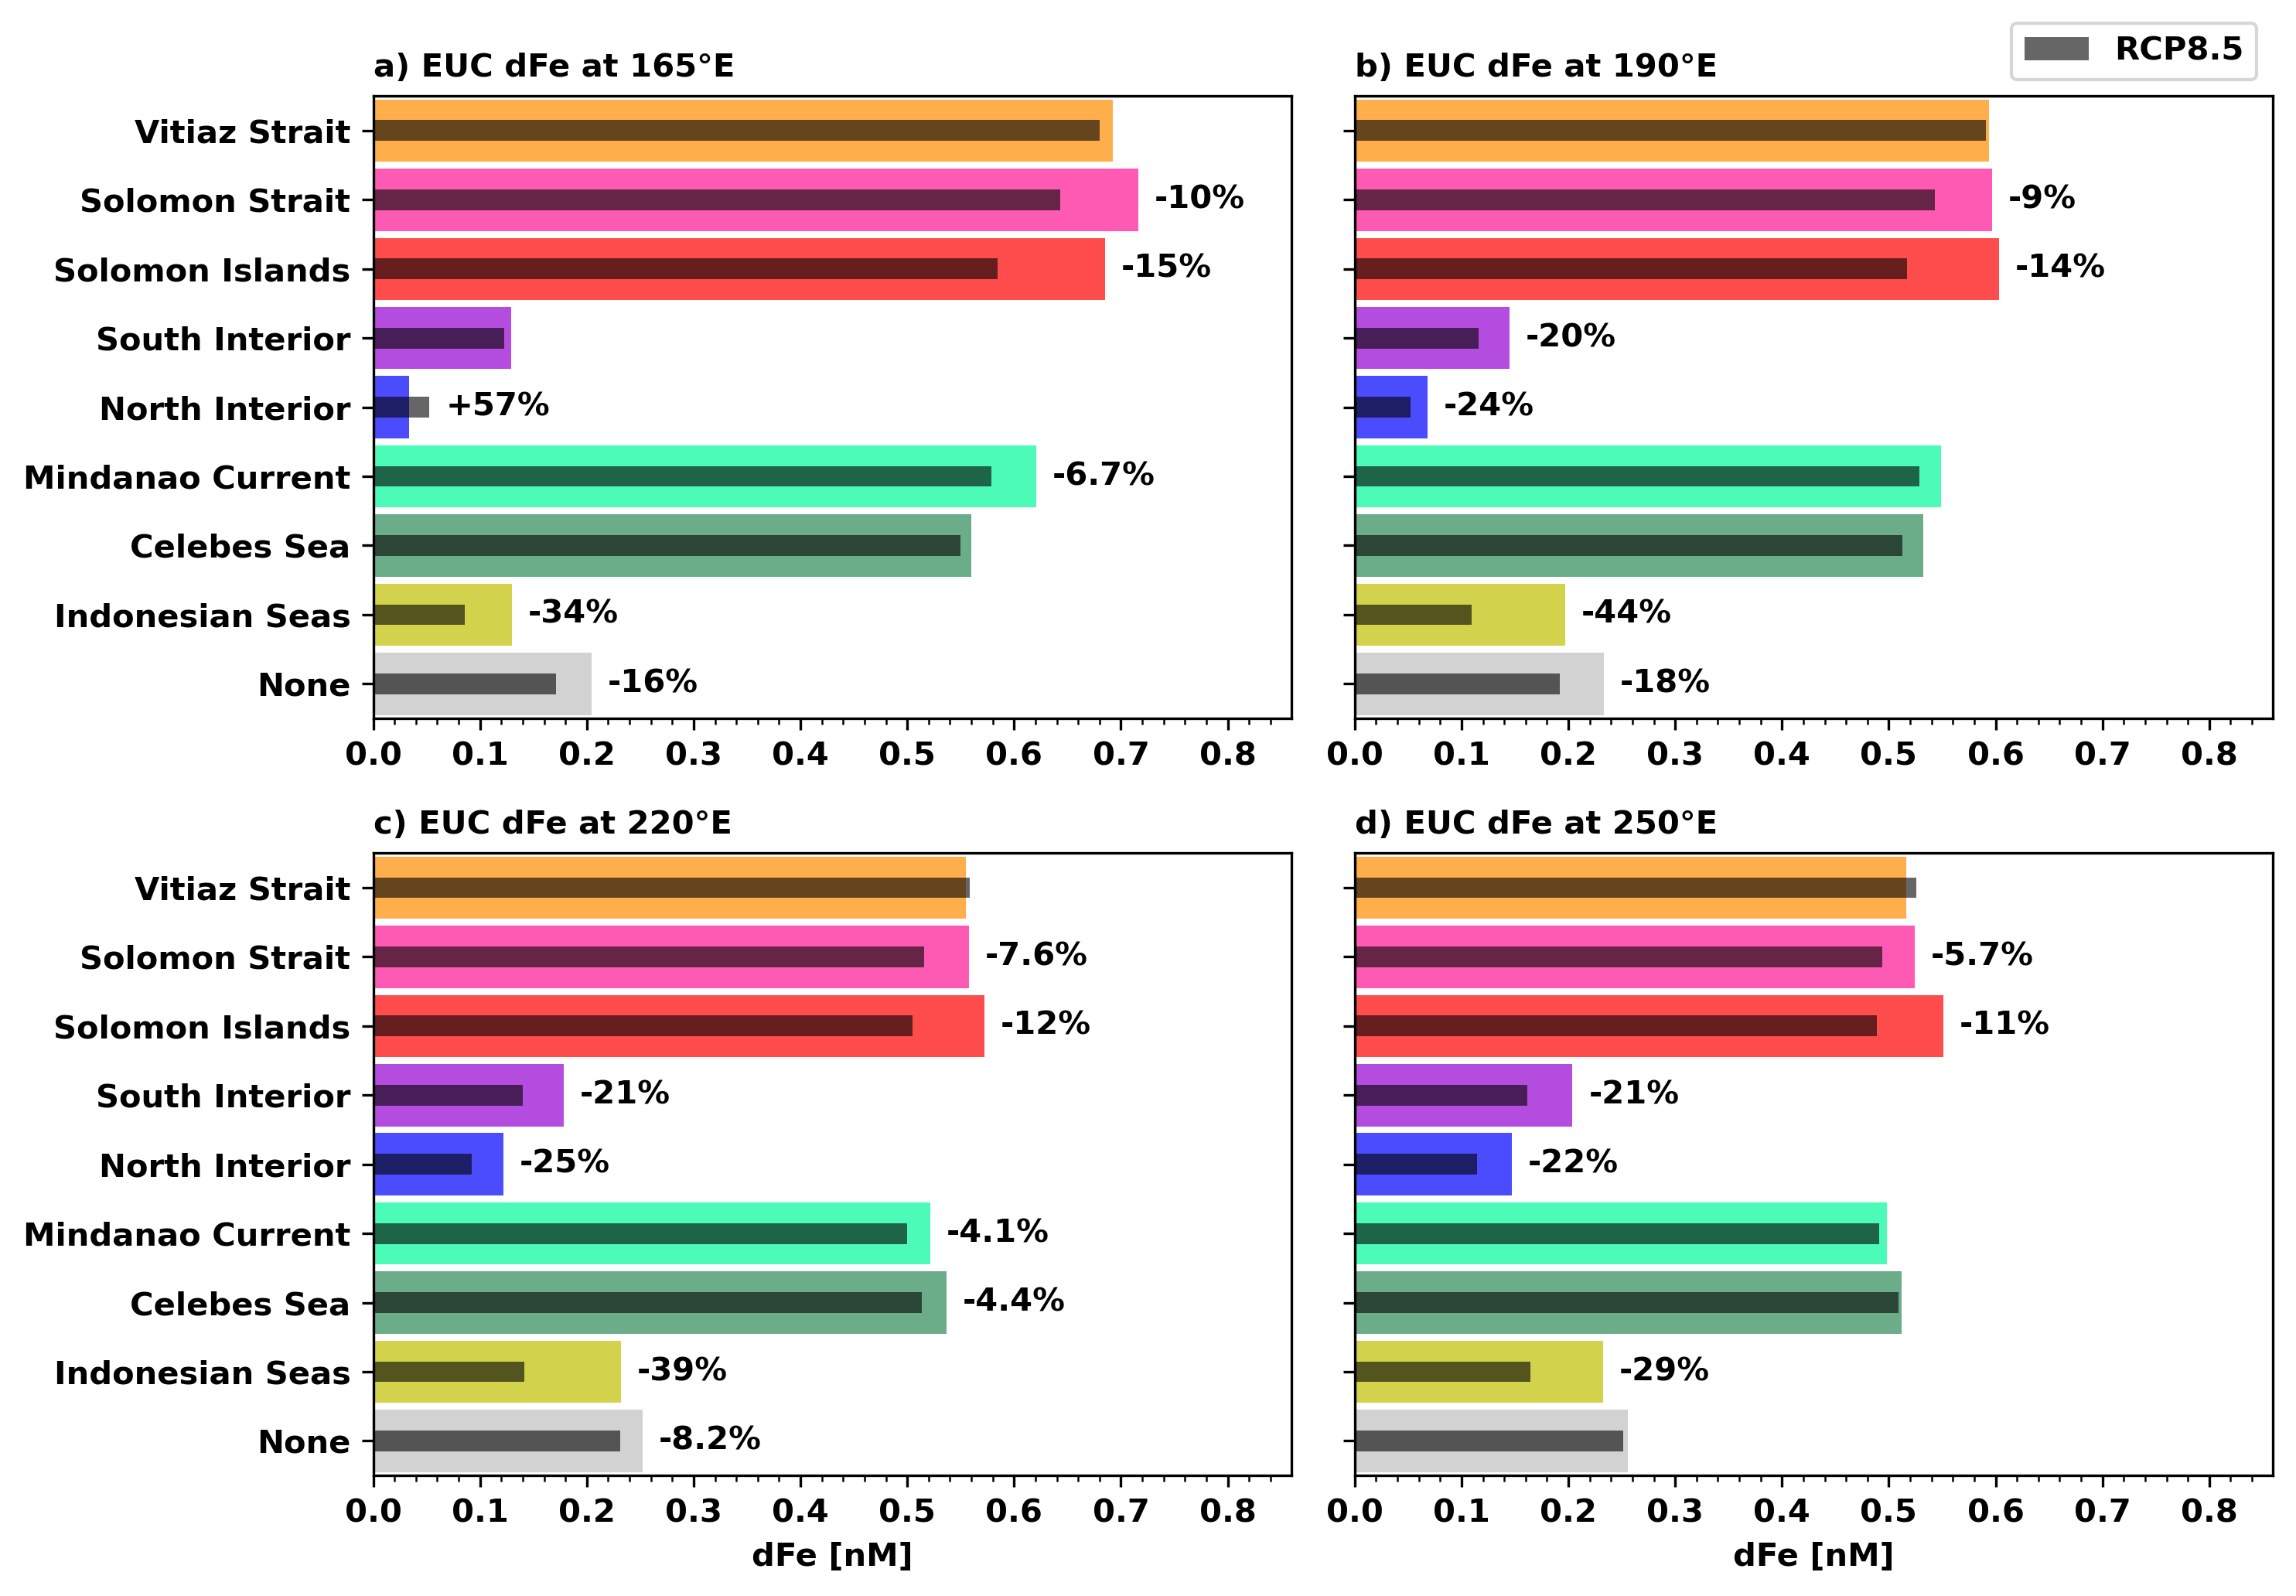 RCP8.5
a) EUC dFe at 165°E
Vitiaz Strait
Solomon Strait -10%
Solomon Islands -15%
South Interior
North Interior +57%
Mindanao Current -6.7%
Celebes Sea
Indonesian Seas -34%
None -16%
0.0 0.1 0.2 0.3 0.4 0.5 0.6 0.7 0.8
b) EUC dFe at 190°E
-9%
-14%
-20%
-24%
-44%
-18%
0.0 0.1 0.2 0.3 0.4 0.5 0.6 0.7 0.8
c) EUC dFe at 220°E
Vitiaz Strait
Solomon Strait -7.6%
Solomon Islands -12%
South Interior -21%
North Interior -25%
Mindanao Current -4.1%
Celebes Sea -4.4%
Indonesian Seas -39%
None -8.2%
0.0 0.1 0.2 0.3 0.4 0.5 0.6 0.7 0.8
dFe [nM]
d) EUC dFe at 250°E
-5.7%
-11%
-21%
-22%
-29%
0.0 0.1 0.2 0.3 0.4 0.5 0.6 0.7 0.8
dFe [nM]